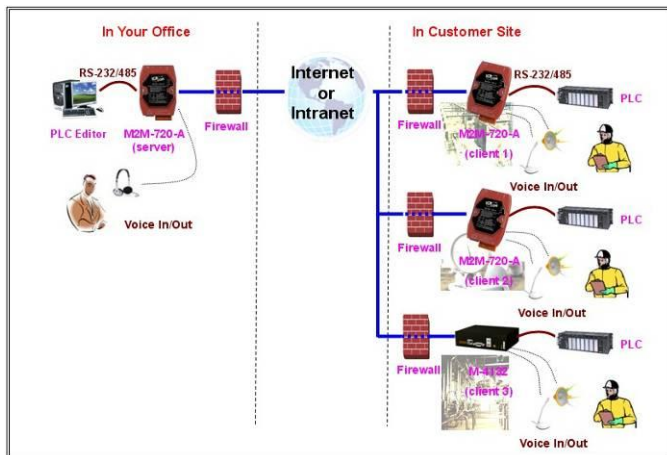 In Your Office
In Customer Site
RS-232/485
PLC Editor
M2M-720-A
(server)
Firewall
Voice In/Out
Internet
or
Intranet
Firewall
RS-232/485
M2M-720-A
(client 1)
PLC
Voice In/Out
Firewall
M2M-720-A
(client 2)
PLC
Voice In/Out
Firewall
M-4132
(client 3)
PLC
Voice In/Out